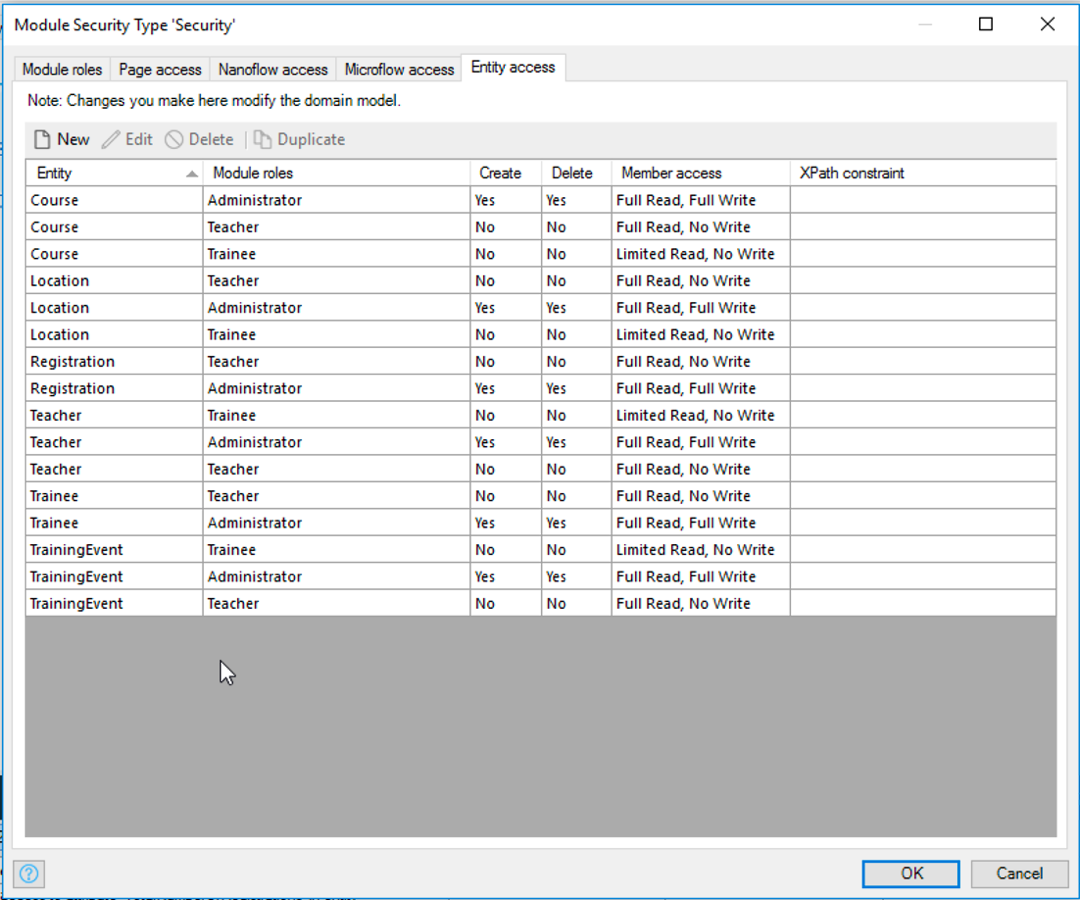 Module Security Type 'Security'
Module roles Page access Nanoflow access Microflow access Entity access
Note: Changes you make here modify the domain model.
New Edit Delete Duplicate
Entity Module roles Create Delete Member access XPath constraint
Course Administrator Yes Yes Full Read, Full Write
Course Teacher No No Full Read, No Write
Course Trainee No No Limited Read, No Write
Location Teacher No No Full Read, No Write
Location Administrator Yes Yes Full Read, Full Write
Location Trainee No No Limited Read, No Write
Registration Teacher No No Full Read, No Write
Registration Administrator Yes Yes Full Read, Full Write
Teacher Trainee No No Limited Read, No Write
Teacher Administrator Yes Yes Full Read, Full Write
Teacher Teacher No No Full Read, No Write
Trainee Teacher No No Full Read, No Write
Trainee Administrator Yes Yes Full Read, Full Write
TrainingEvent Trainee No No Limited Read, No Write
TrainingEvent Administrator Yes Yes Full Read, Full Write
TrainingEvent Teacher No No Full Read, No Write
? OK Cancel